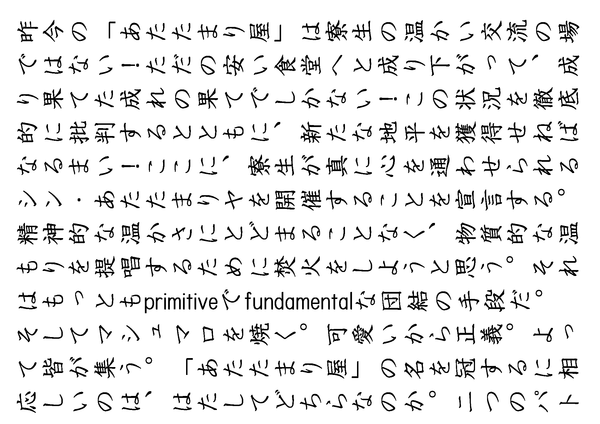 昨今の「あたたまり屋」は寮生の温かい交流の場
ではない！ただの安い食堂へと成り下がって、成
り果てた成れの果てでしかない！この状況を徹底
的に批判するとともに、新たな地平を獲得せねば
なるまい！ここに、寮生が真に心を通わせられる
シン・あたたまりヤを開催することを宣言する。
精神的な温かさにとどまることなく、物質的な温
もりを提唱するために焚火をしようと思う。それ
はもっともprimitiveでfundamentalな団結の手段だ。
そしてマシュマロを焼く。可愛いから正義。よっ
て皆が集う。「あたたまり屋」の名を冠するに相
応しいのは、はたしてどちらなのか。二つのパト